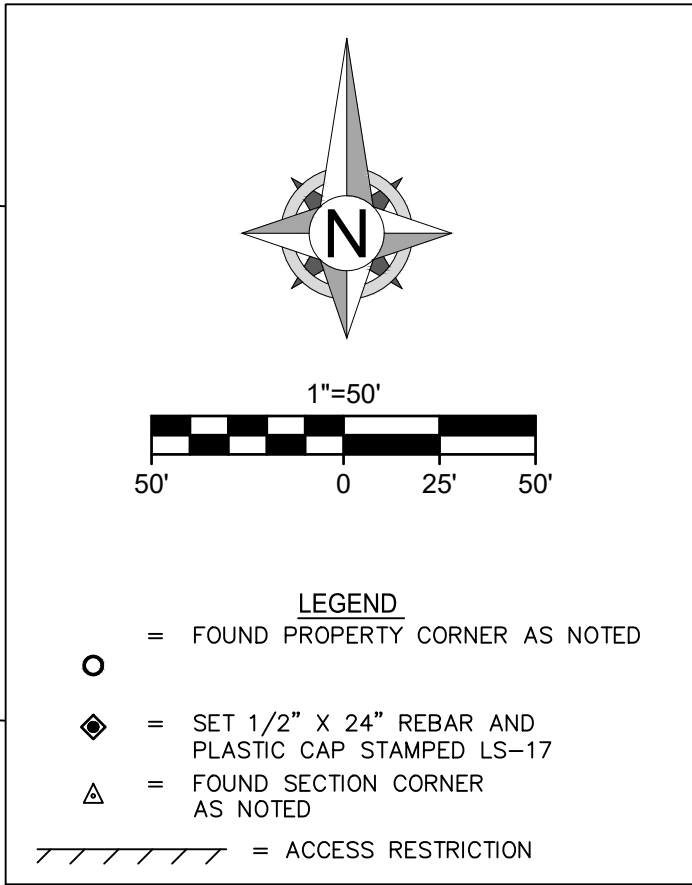 N
1"=50'
50' 0 25' 50'
LEGEND
= FOUND PROPERTY CORNER AS NOTED
= SET 1/2” X 24” REBAR AND
PLASTIC CAP STAMPED LS-17
= FOUND SECTION CORNER
AS NOTED
= ACCESS RESTRICTION